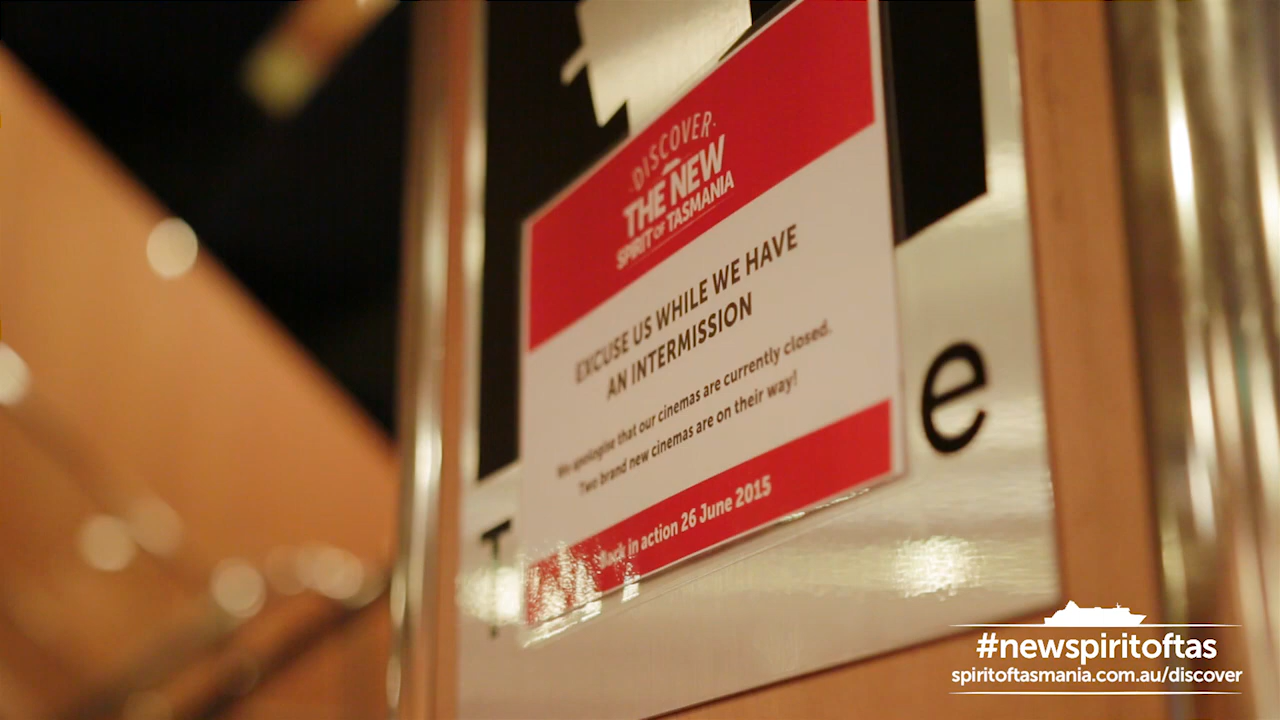 DISCOVER
THE NEW
SPIRIT OF TASMANIA
EXCUSE US WHILE WE HAVE
AN INTERMISSION
We apologise that our cinemas are currently closed.
Two brand new cinemas are on their way!
Back in action 26 June 2015
T
e
#newspiritoftas
spiritoftasmania.com.au/discover